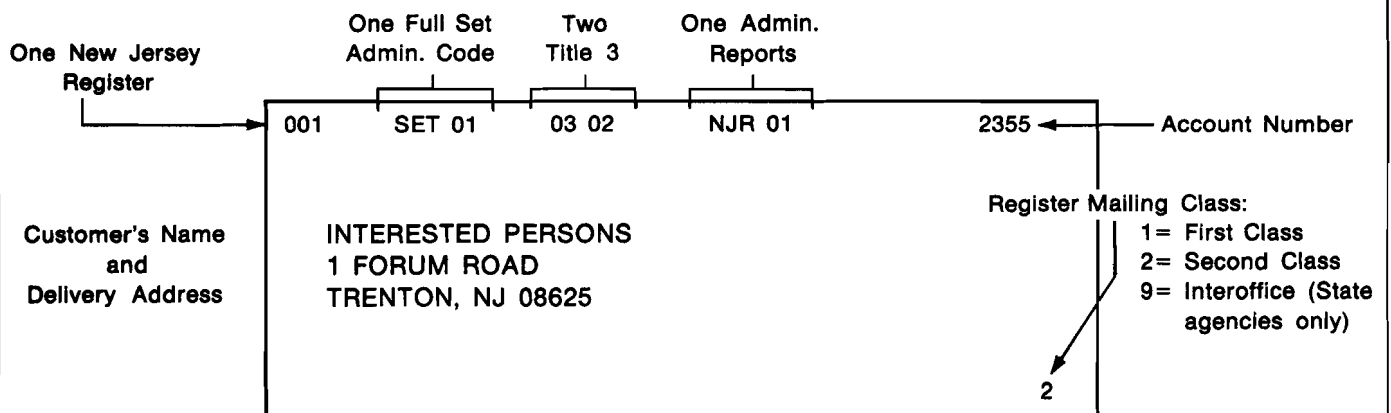 One Full Set
Admin. Code
Two
Title 3
One Admin.
Reports
One New Jersey
Register
001 SET 01 03 02 NJR 01 2355
Account Number
Register Mailing Class:
1= First Class
2= Second Class
9= Interoffice (State
agencies only)
Customer's Name
and
Delivery Address
INTERESTED PERSONS
1 FORUM ROAD
TRENTON, NJ 08625
2